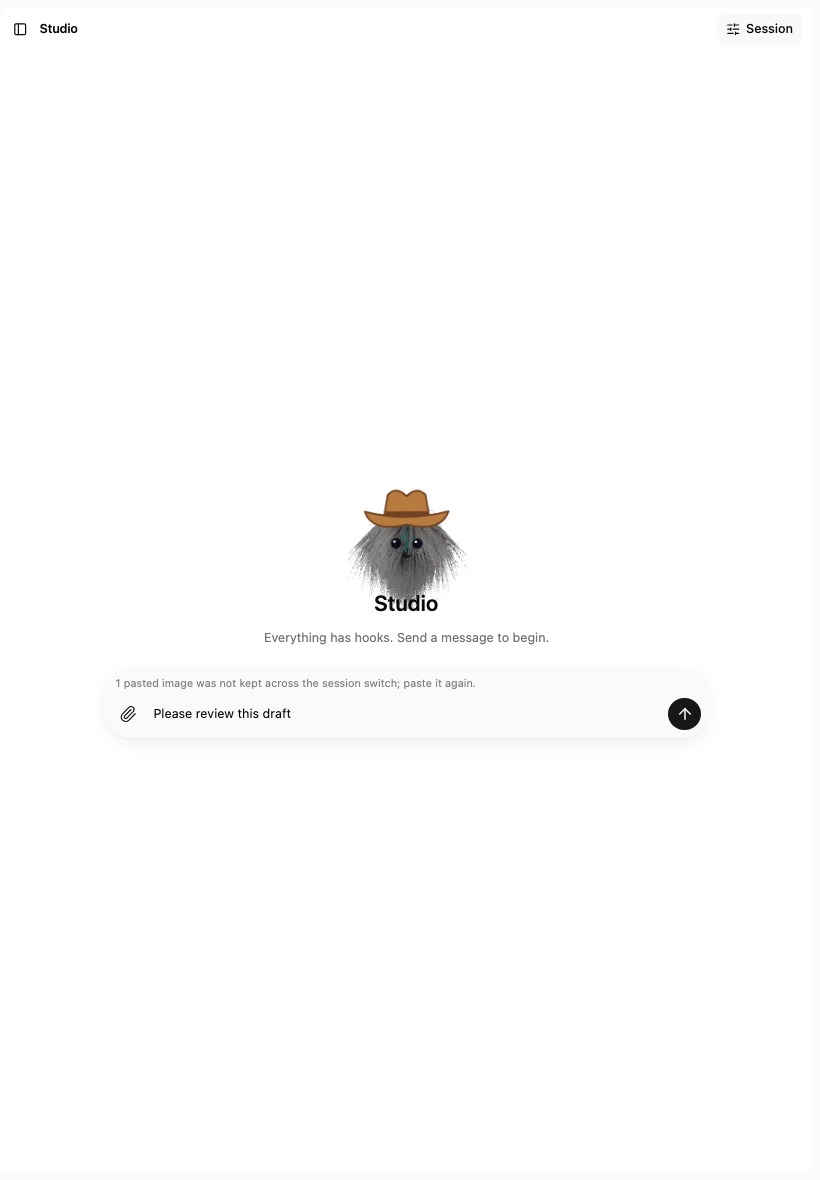 Studio
Session
Studio
Everything has hooks. Send a message to begin.
1 pasted image was not kept across the session switch; paste it again.
Please review this draft